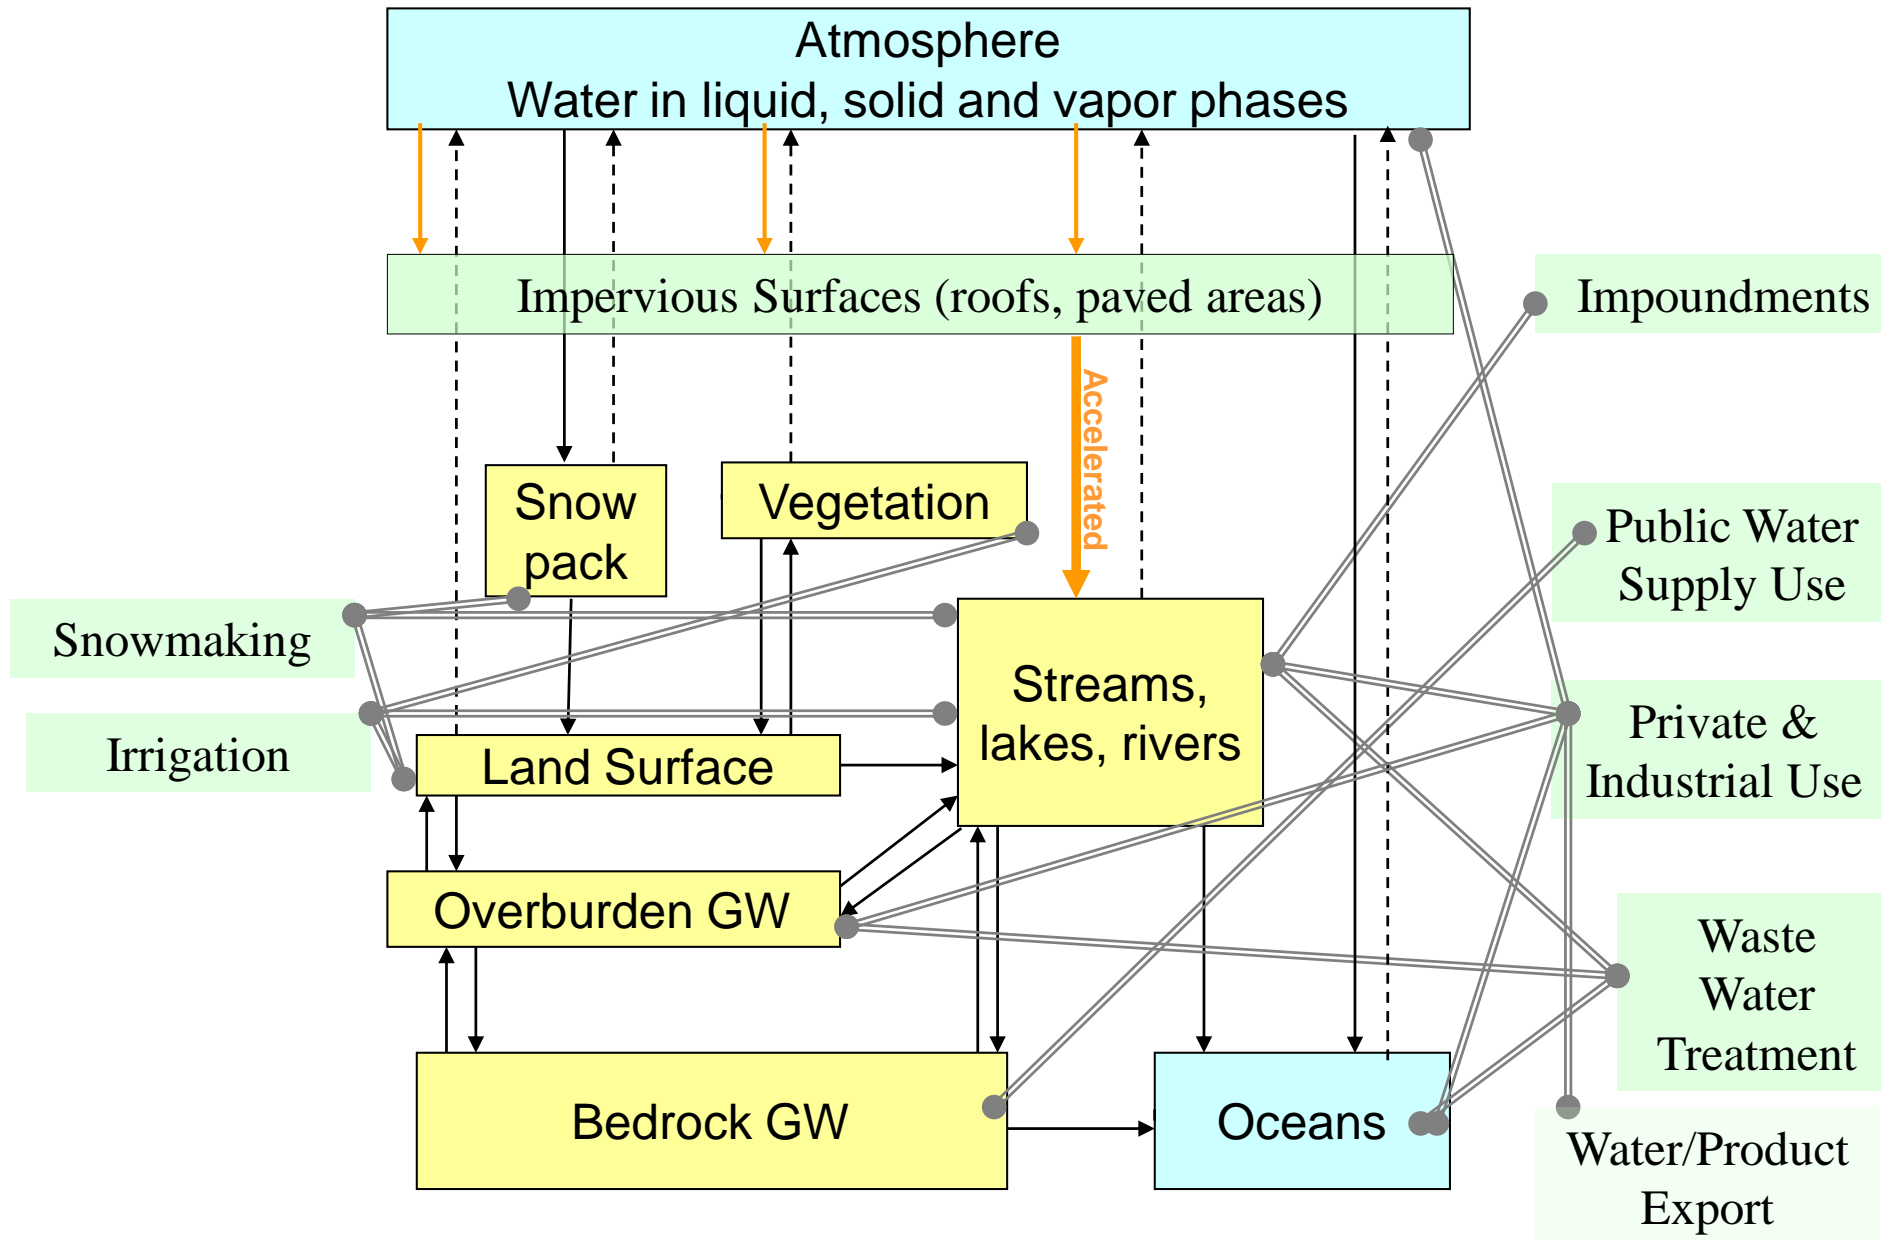 Atmosphere
Water in liquid, solid and vapor phases
Impervious Surfaces (roofs, paved areas)
Impoundments
Accelerated
Snow
pack
Vegetation
Public Water
Supply Use
Snowmaking
Streams,
lakes, rivers
Irrigation
Land Surface
Private &
Industrial Use
Overburden GW
Waste
Water
Treatment
Bedrock GW
Oceans
Water/Product
Export